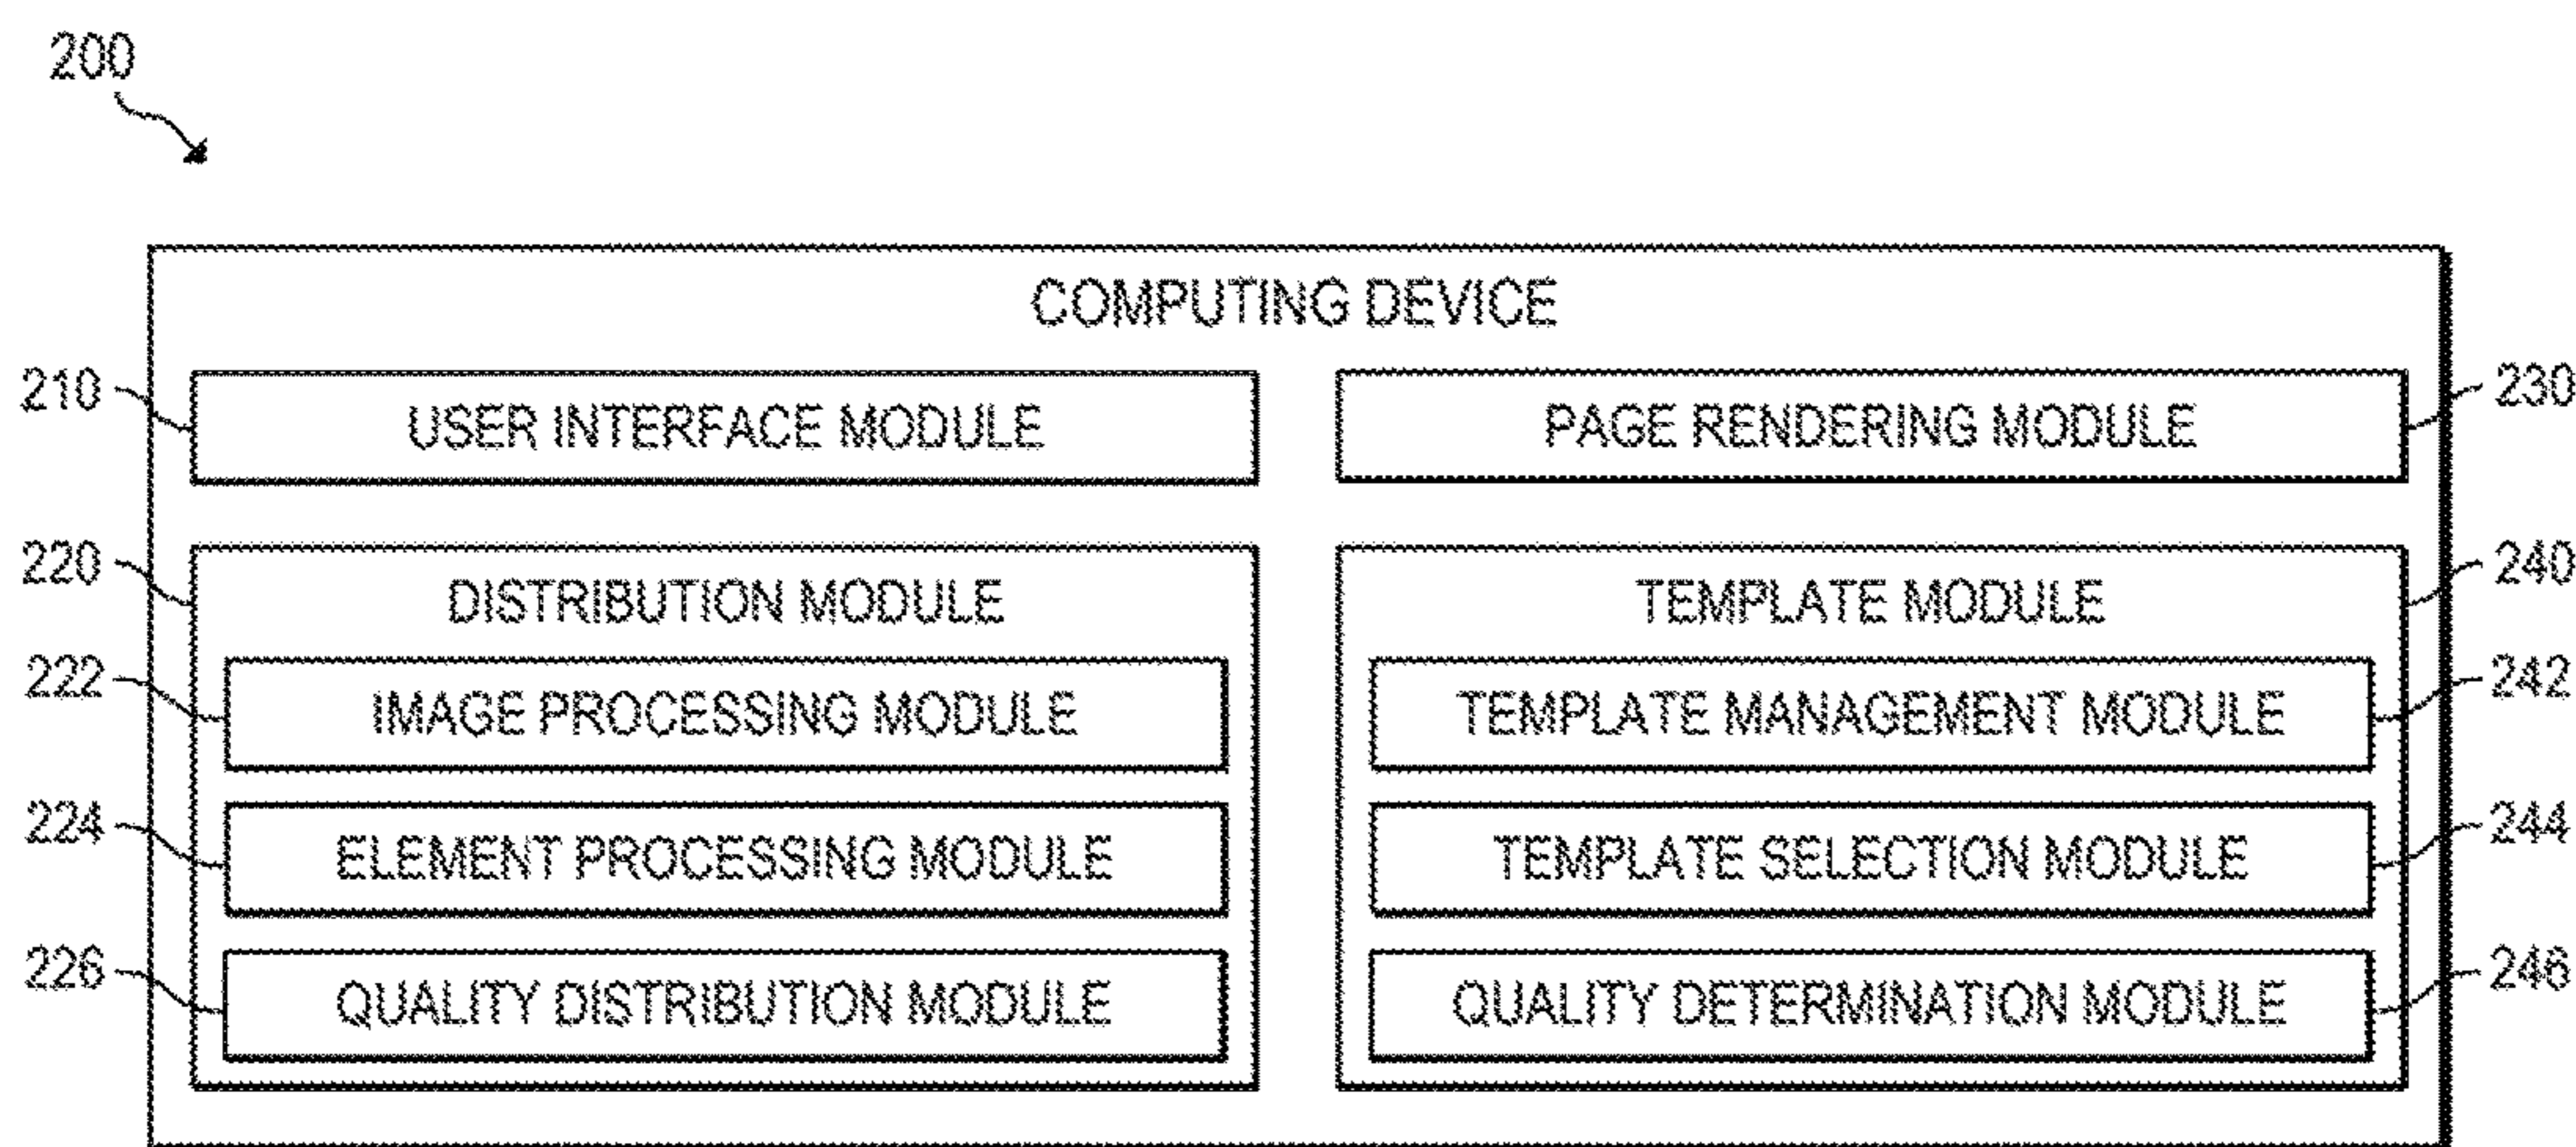 200
COMPUTING DEVICE
210 USER INTERFACE MODULE PAGE RENDERING MODULE 230
220 DISTRIBUTION MODULE TEMPLATE MODULE 240
222 IMAGE PROCESSING MODULE TEMPLATE MANAGEMENT MODULE 242
224 ELEMENT PROCESSING MODULE TEMPLATE SELECTION MODULE 244
226 QUALITY DISTRIBUTION MODULE QUALITY DETERMINATION MODULE 246